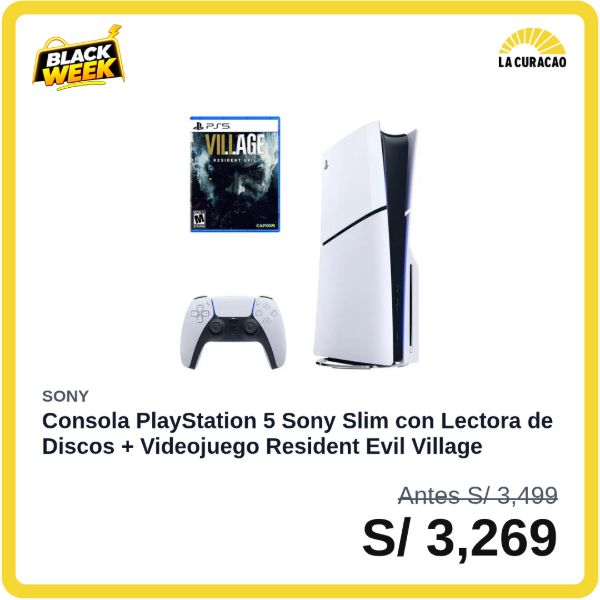 BLACK
WEEK
LA CURACAO
PS5
VILLAGE
RESIDENT EVIL
M
CAPCOM
SONY
Consola PlayStation 5 Sony Slim con Lectora de
Discos + Videojuego Resident Evil Village
Antes S/ 3,499
S/ 3,269